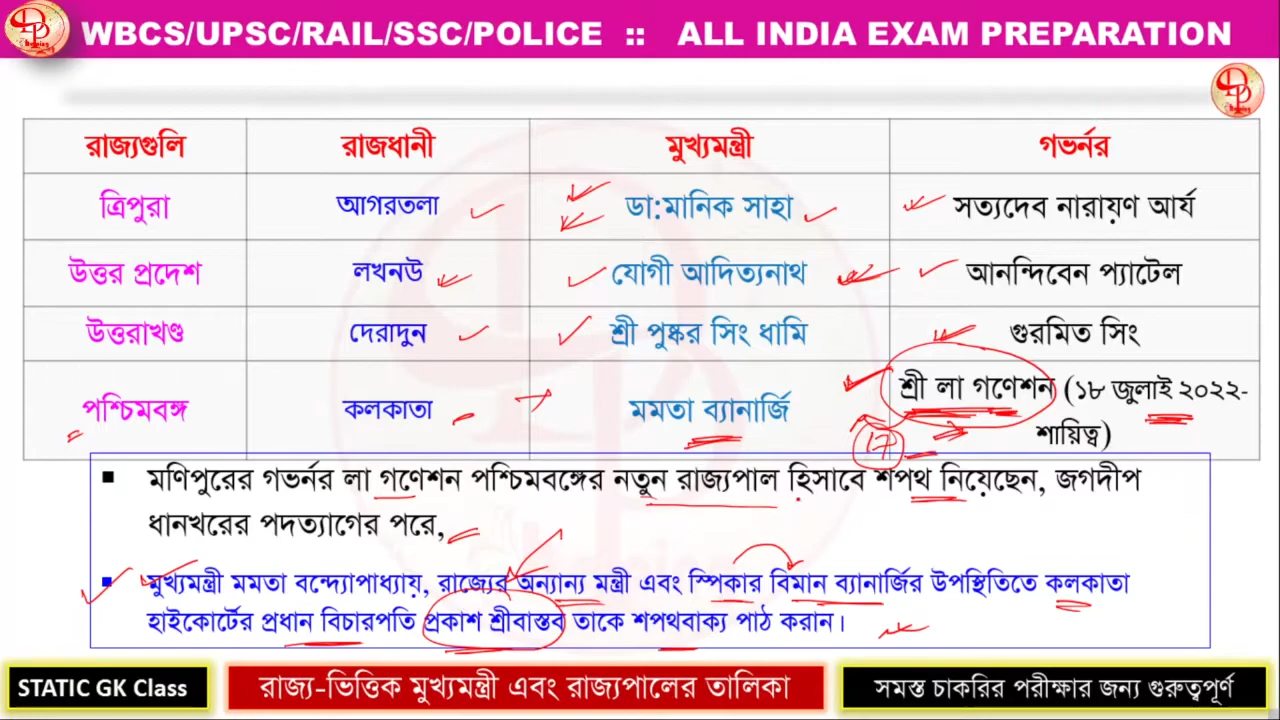 WBCS/UPSC/RAIL/SSC/POLICE :: ALL INDIA EXAM PREPARATION
রাজ্যগুলি রাজধানী মুখ্যমন্ত্রী গভর্নর
ত্রিপুরা আগরতলা ডা:মানিক সাহা সত্যদেব নারায়ণ আর্য
উত্তর প্রদেশ লখনউ যোগী আদিত্যনাথ আনন্দিবেন প্যাটেল
উত্তরাখণ্ড দেরাদুন শ্রী পুষ্কর সিং ধামি গুরমিত সিং
পশ্চিমবঙ্গ কলকাতা মমতা ব্যানার্জি শ্রী লা গণেশন (১৮ জুলাই ২০২২-
শায়িত্ব)
17
▪ মণিপুরের গভর্নর লা গণেশন পশ্চিমবঙ্গের নতুন রাজ্যপাল হিসাবে শপথ নিয়েছেন, জগদীপ
ধানখরের পদত্যাগের পরে,
▪ মুখ্যমন্ত্রী মমতা বন্দ্যোপাধ্যায়, রাজ্যের অন্যান্য মন্ত্রী এবং স্পিকার বিমান ব্যানার্জির উপস্থিতিতে কলকাতা
হাইকোর্টের প্রধান বিচারপতি প্রকাশ শ্রীবাস্তব তাকে শপথবাক্য পাঠ করান।
STATIC GK Class রাজ্য-ভিত্তিক মুখ্যমন্ত্রী এবং রাজ্যপালের তালিকা সমস্ত চাকরির পরীক্ষার জন্য গুরুত্বপূর্ণ